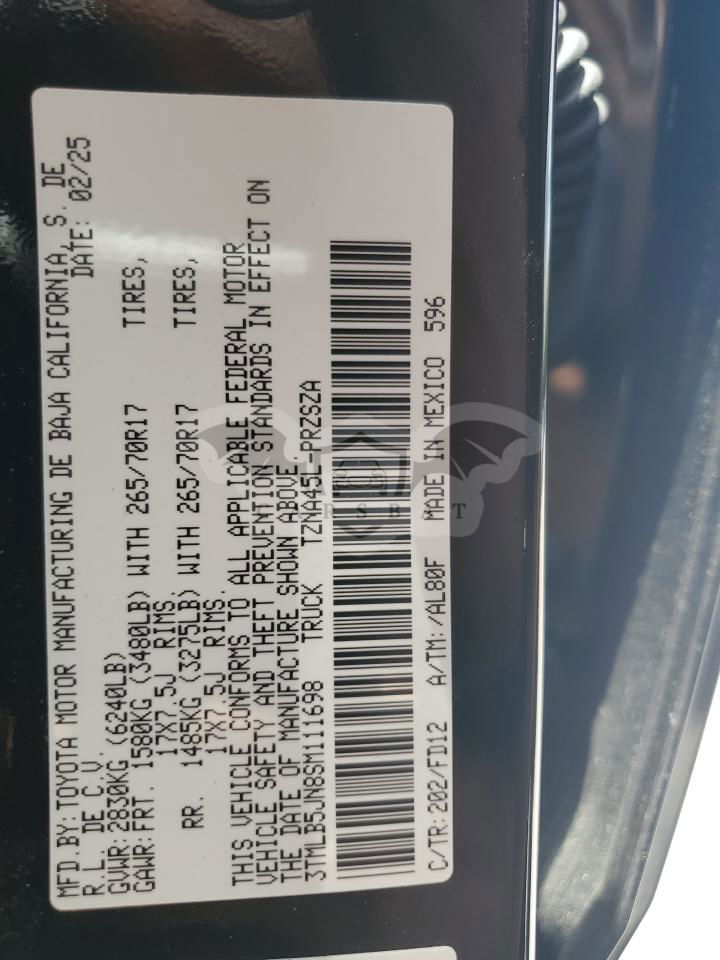 MFD.BY:TOYOTA MOTOR MANUFACTURING DE BAJA CALIFORNIA, S. DE
R.L. DE C.V. DATE: 02/25
GVWR:2830KG (6240LB)
GAWR:FRT. 1580KG (3480LB) WITH 265/70R17 TIRES,
17X7.5J RIMS
RR. 1485KG (3275LB) WITH 265/70R17 TIRES,
17X7.5J RIMS.
THIS VEHICLE CONFORMS TO ALL APPLICABLE FEDERAL MOTOR
VEHICLE SAFETY AND THEFT PREVENTION STANDARDS IN EFFECT ON
THE DATE OF MANUFACTURE SHOWN ABOVE.
3TMLB5JN8SM111698 TRUCK TZNA45L-PRZSZA
C/TR:202/FD12 A/TM:/AL80F MADE IN MEXICO 596